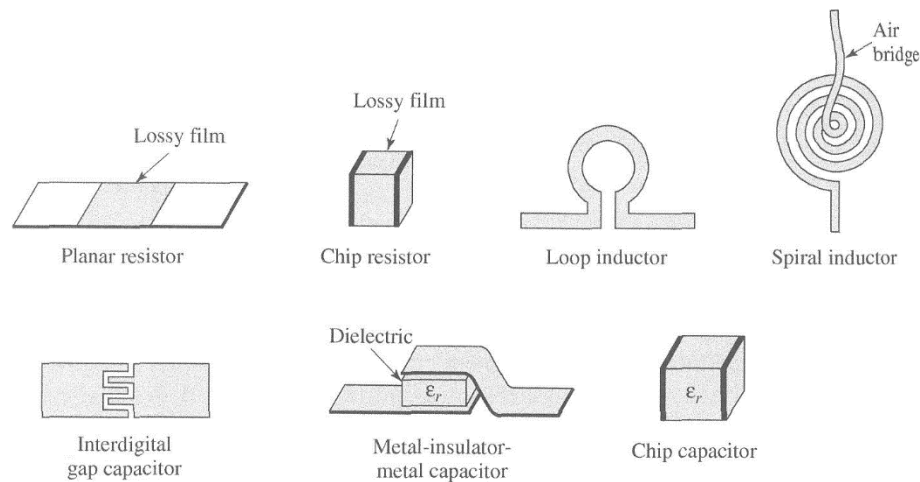 Air
bridge
Lossy film
Lossy film
Planar resistor
Chip resistor
Loop inductor
Spiral inductor
Dielectric
εr
εr
Interdigital
gap capacitor
Metal-insulator-
metal capacitor
Chip capacitor